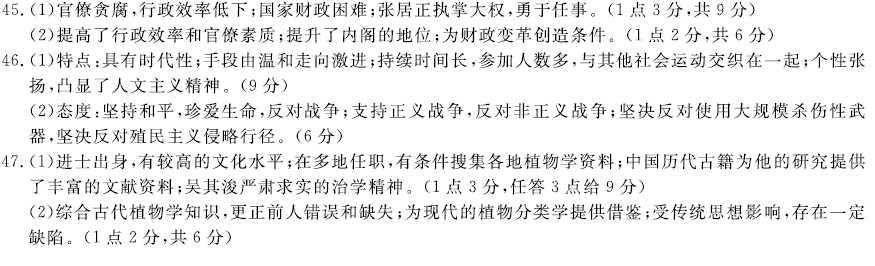 45.(1)官僚贪腐,行政效率低下;国家财政困难;张居正执掌大权,勇于任事。(1点3分,共9分)
(2)提高了行政效率和官僚素质;提升了内阁的地位;为财政变革创造条件。(1点2分,共6分)
46.(1)特点:具有时代性;手段由温和走向激进;持续时间长,参加人数多,与其他社会运动交织在一起;个性张
扬,凸显了人文主义精神。(9分)
(2)态度:坚持和平,珍爱生命,反对战争;支持正义战争,反对非正义战争;坚决反对使用大规模杀伤性武
器,坚决反对殖民主义侵略行径。(6分)
47.(1)进士出身,有较高的文化水平;在多地任职,有条件搜集各地植物学资料;中国历代古籍为他的研究提供
了丰富的文献资料;吴其浚严肃求实的治学精神。(1点3分,任答3点给9分)
(2)综合古代植物学知识,更正前人错误和缺失;为现代的植物分类学提供借鉴;受传统思想影响,存在一定
缺陷。(1点2分,共6分)